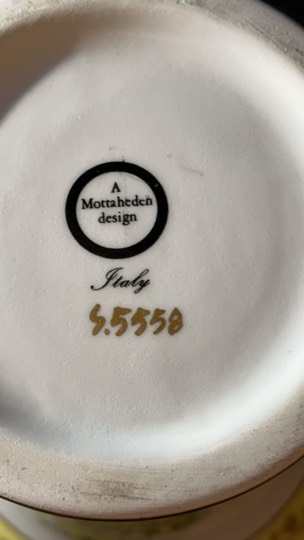 A
Mottahedeh
design
Italy
S.5558